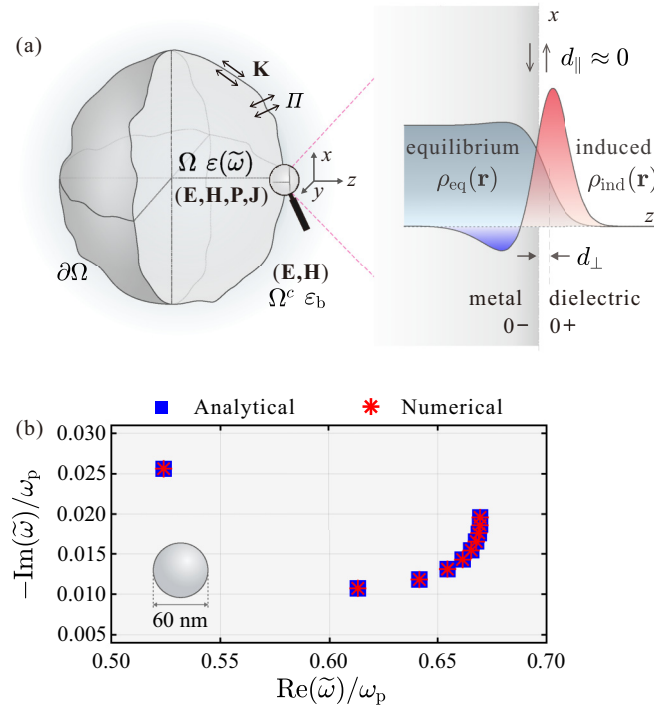 (a)
K
Π
Ω ε(ω̃)
(E,H,P,J)
x
y
z
∂Ω
(E,H)
Ωᶜ ε_b
x
d_∥ ≈ 0
equilibrium
ρ_eq(r)
induced
ρ_ind(r)
z
d_⊥
metal dielectric
0− 0+
Analytical Numerical
(b)
0.030
0.025
0.020
0.015
0.010
0.005
−Im(ω̃)/ω_p
60 nm
0.50 0.55 0.60 0.65 0.70
Re(ω̃)/ω_p